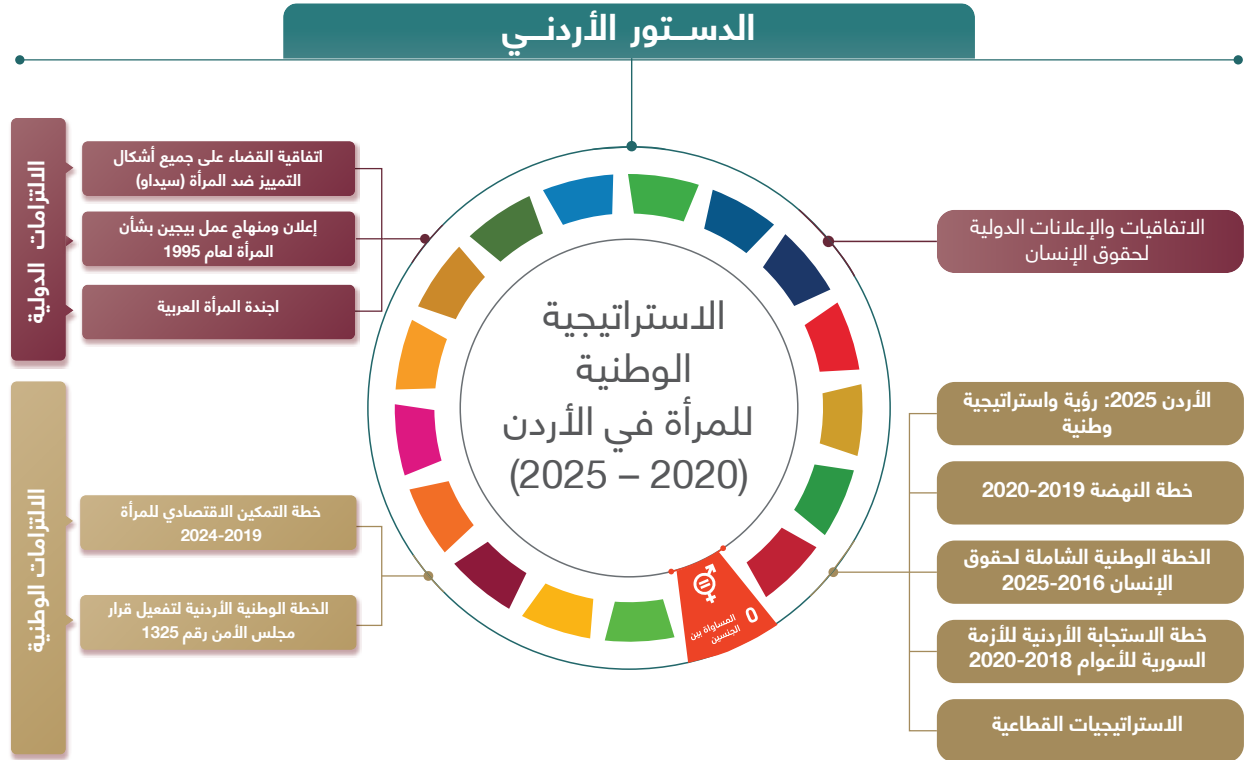 الدستور الأردني
الاتفاقيات والإعلانات الدولية
لحقوق الإنسان
الأردن 2025: رؤية واستراتيجية
وطنية
خطة النهضة 2019-2020
الخطة الوطنية الشاملة لحقوق
الإنسان 2016-2025
خطة الاستجابة الأردنية للأزمة
السورية للأعوام 2018-2020
الاستراتيجيات القطاعية
الاستراتيجية
الوطنية
للمرأة في الأردن
(2020 – 2025)
0 المساواة بين
الجنسين
الالتزامات الدولية
اتفاقية القضاء على جميع أشكال
التمييز ضد المرأة (سيداو)
إعلان ومنهاج عمل بيجين بشأن
المرأة لعام 1995
اجندة المرأة العربية
الالتزامات الوطنية
خطة التمكين الاقتصادي للمرأة
2024-2019
الخطة الوطنية الأردنية لتفعيل قرار
مجلس الأمن رقم 1325